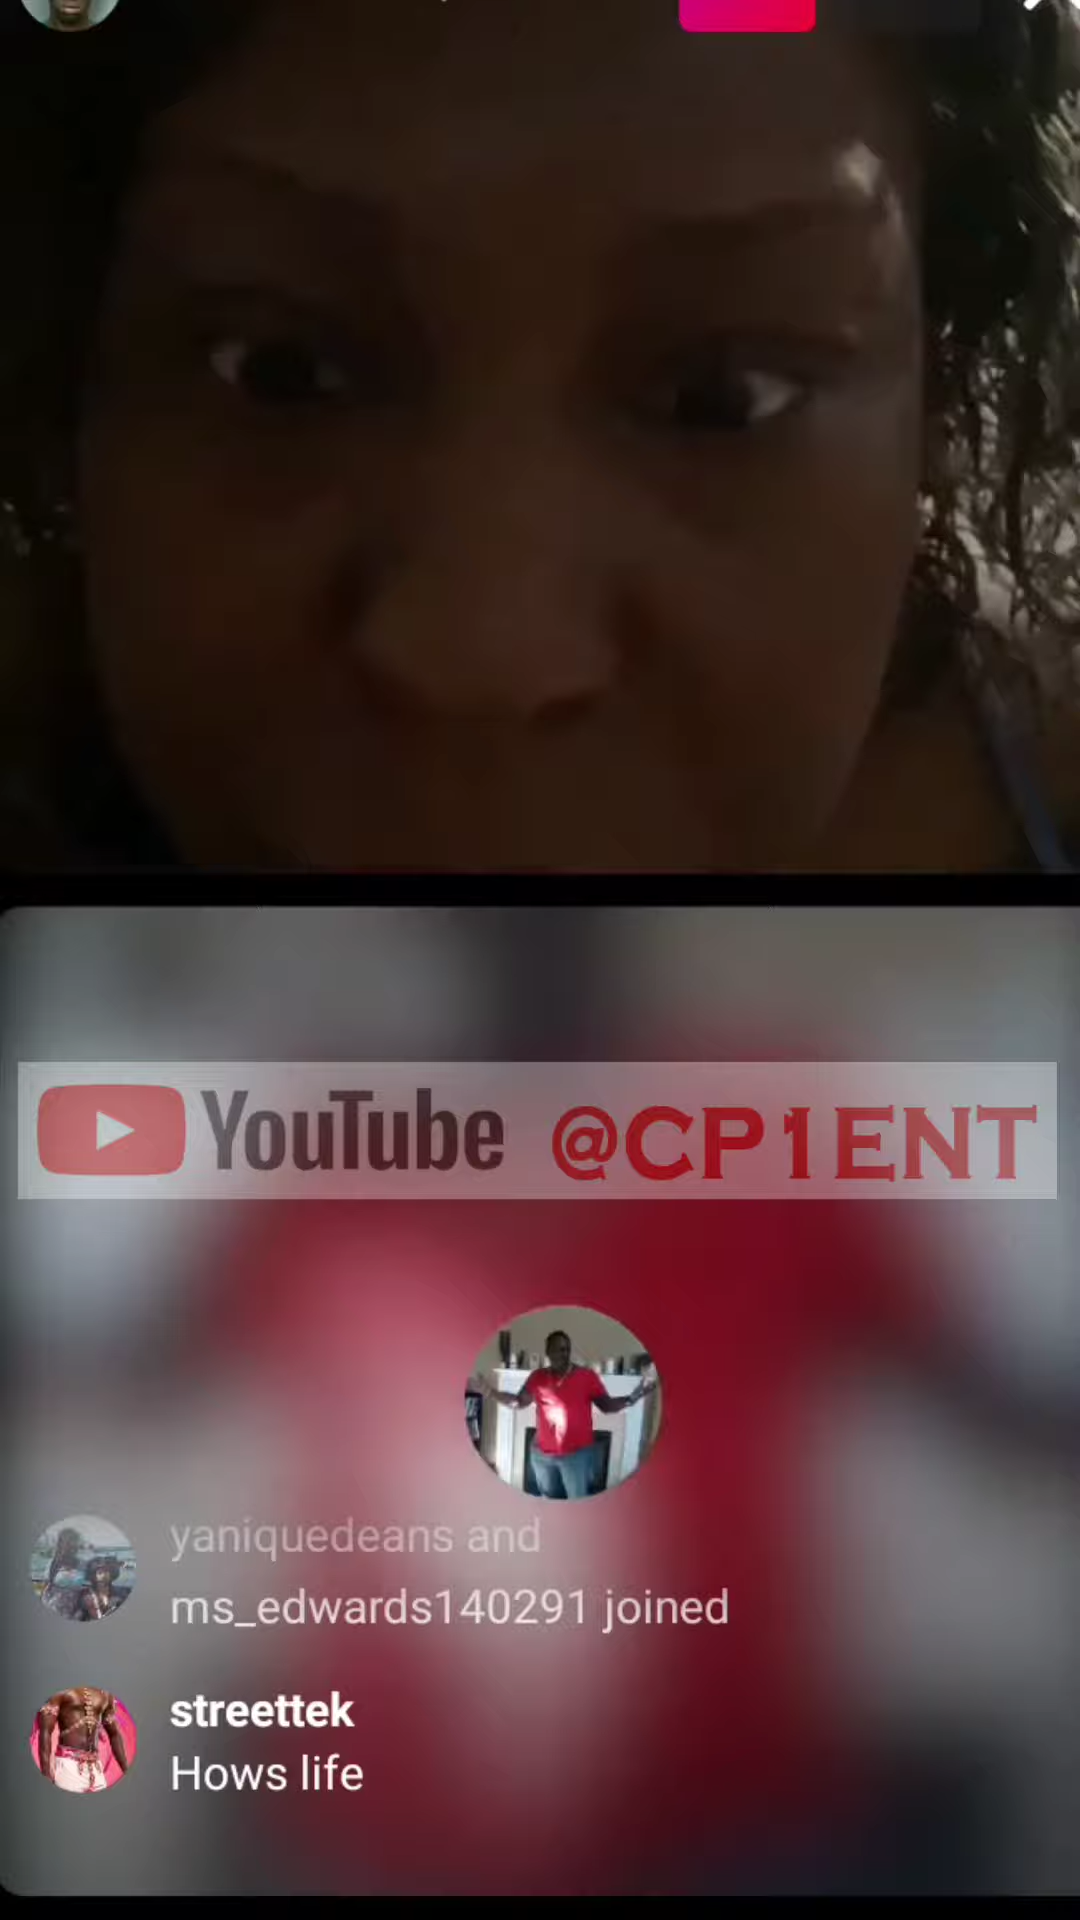 YouTube @CP1ENT
yaniquedeans and
ms_edwards140291 joined
streettek
Hows life